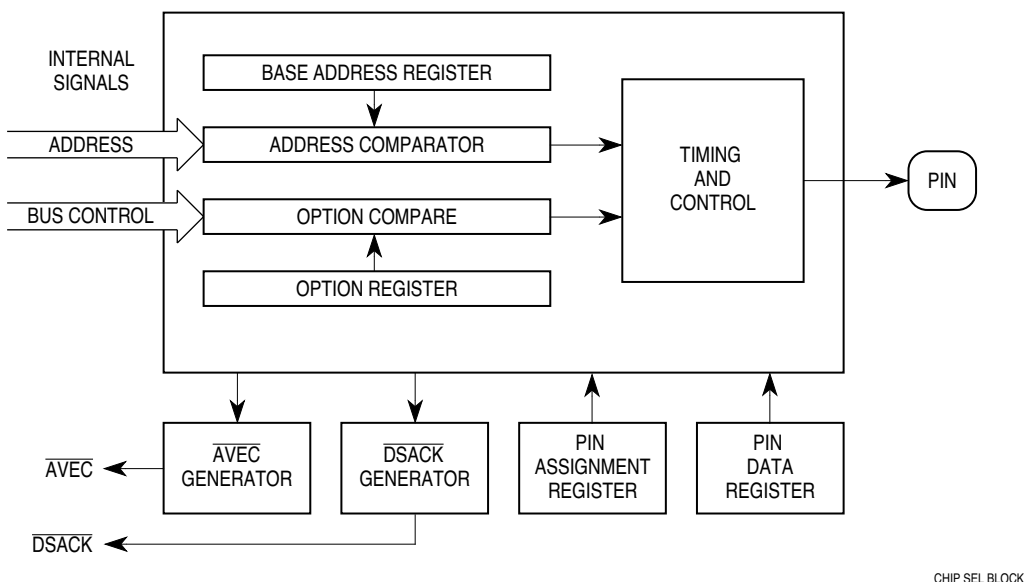 INTERNAL
SIGNALS
BASE ADDRESS REGISTER
ADDRESS
ADDRESS COMPARATOR
TIMING
AND
CONTROL
PIN
BUS CONTROL
OPTION COMPARE
OPTION REGISTER
AVEC
AVEC
GENERATOR
DSACK
GENERATOR
PIN
ASSIGNMENT
REGISTER
PIN
DATA
REGISTER
DSACK
CHIP SEL BLOCK